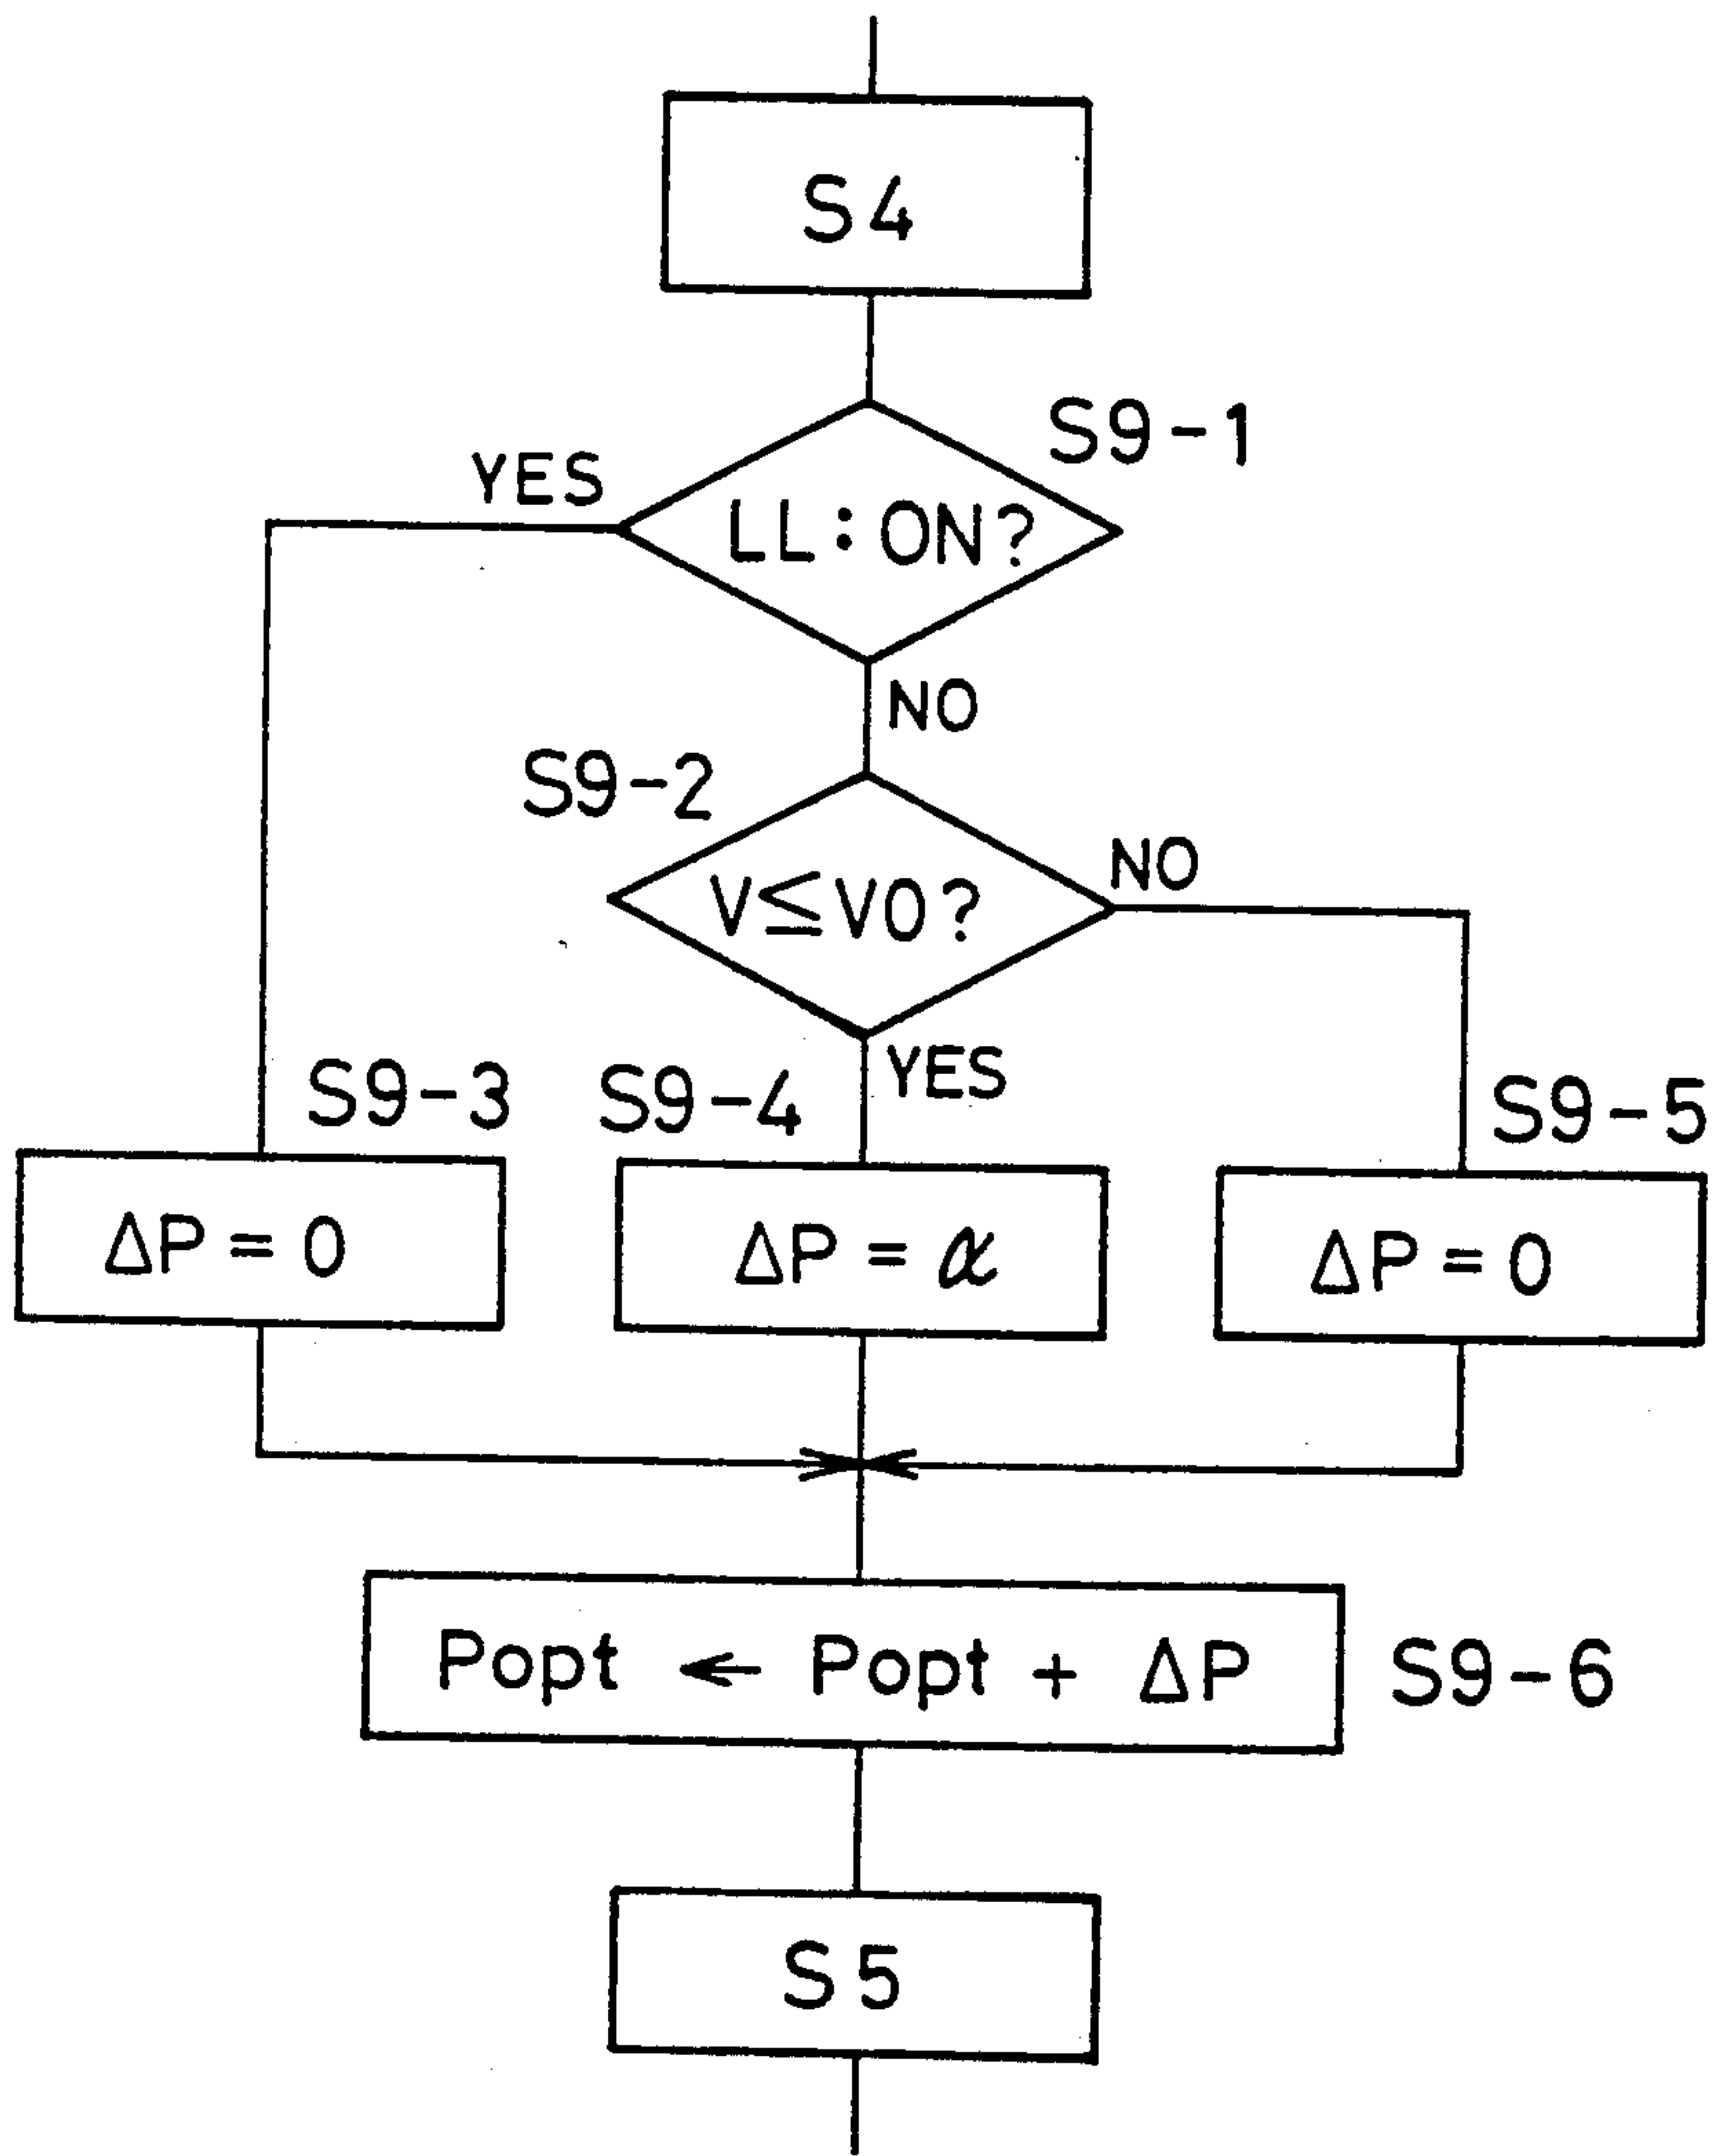 S4
S9-1
YES
LL:ON?
NO
S9-2
V≦V0?
NO
YES
S9-3
S9-4
S9-5
ΔP=0
ΔP=α
ΔP=0
Popt ← Popt + ΔP
S9-6
S5